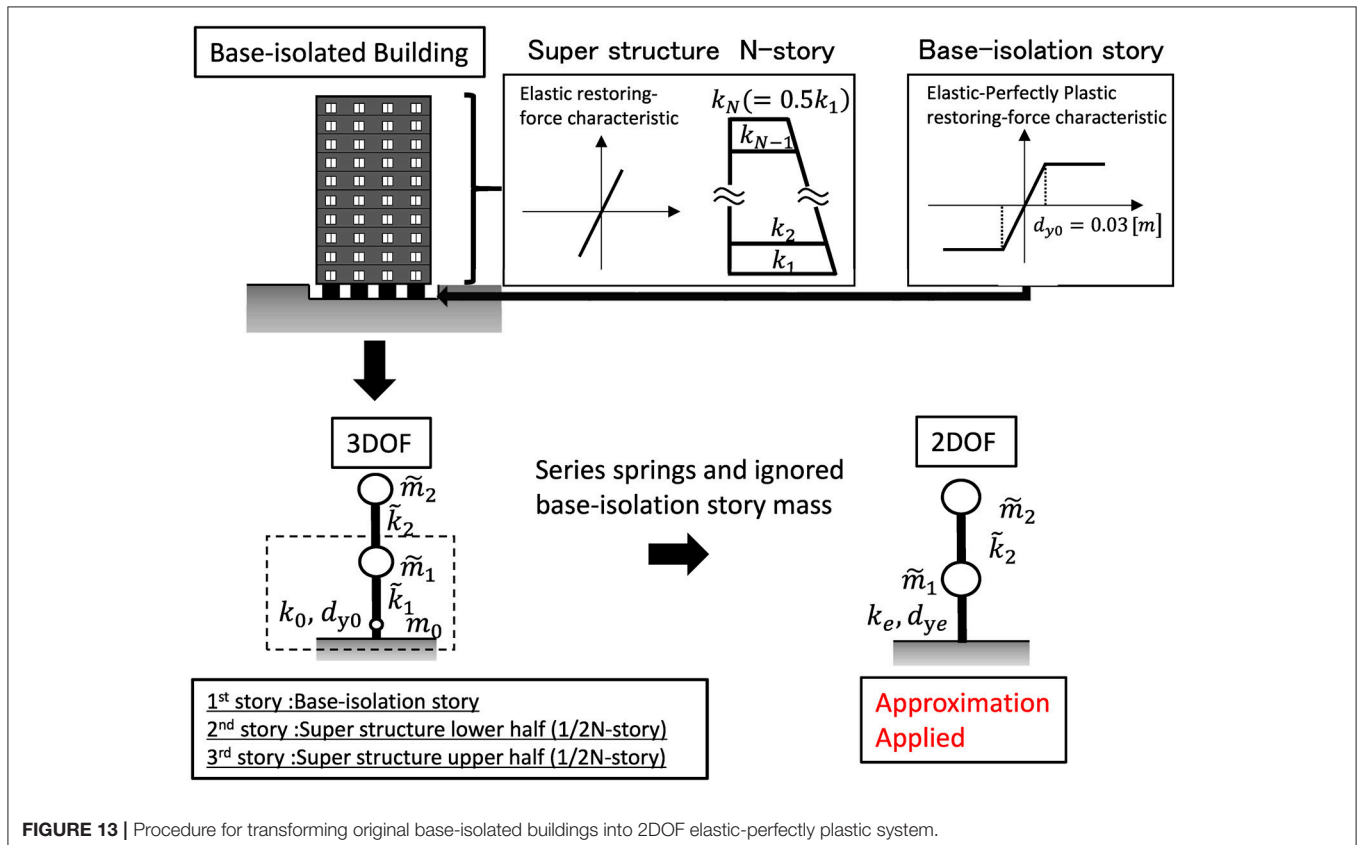 Base-isolated Building
Super structure N-story
Base-isolation story
Elastic restoring-
force characteristic
k_N(= 0.5k_1)
k_{N-1}
k_2
k_1
Elastic-Perfectly Plastic
restoring-force characteristic
d_{y0} = 0.03 [m]
3DOF
m̃_2
k̃_2
m̃_1
k̃_1
k_0, d_{y0}
m_0
Series springs and ignored
base-isolation story mass
2DOF
m̃_2
k̃_2
m̃_1
k_e, d_{ye}
1st story :Base-isolation story
2nd story :Super structure lower half (1/2N-story)
3rd story :Super structure upper half (1/2N-story)
Approximation
Applied
FIGURE 13 | Procedure for transforming original base-isolated buildings into 2DOF elastic-perfectly plastic system.